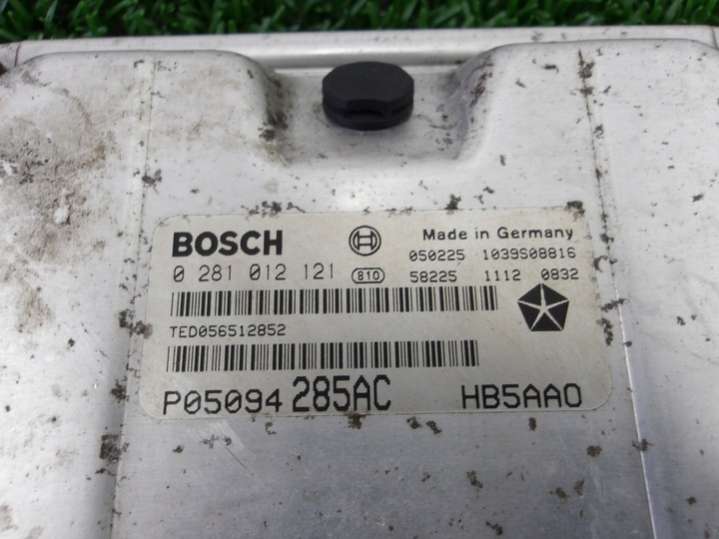 BOSCH Made in Germany
050225 1039S08816
0 281 012 121 810 58225 1112 0832
TED056512852
P05094 285AC HB5AA0